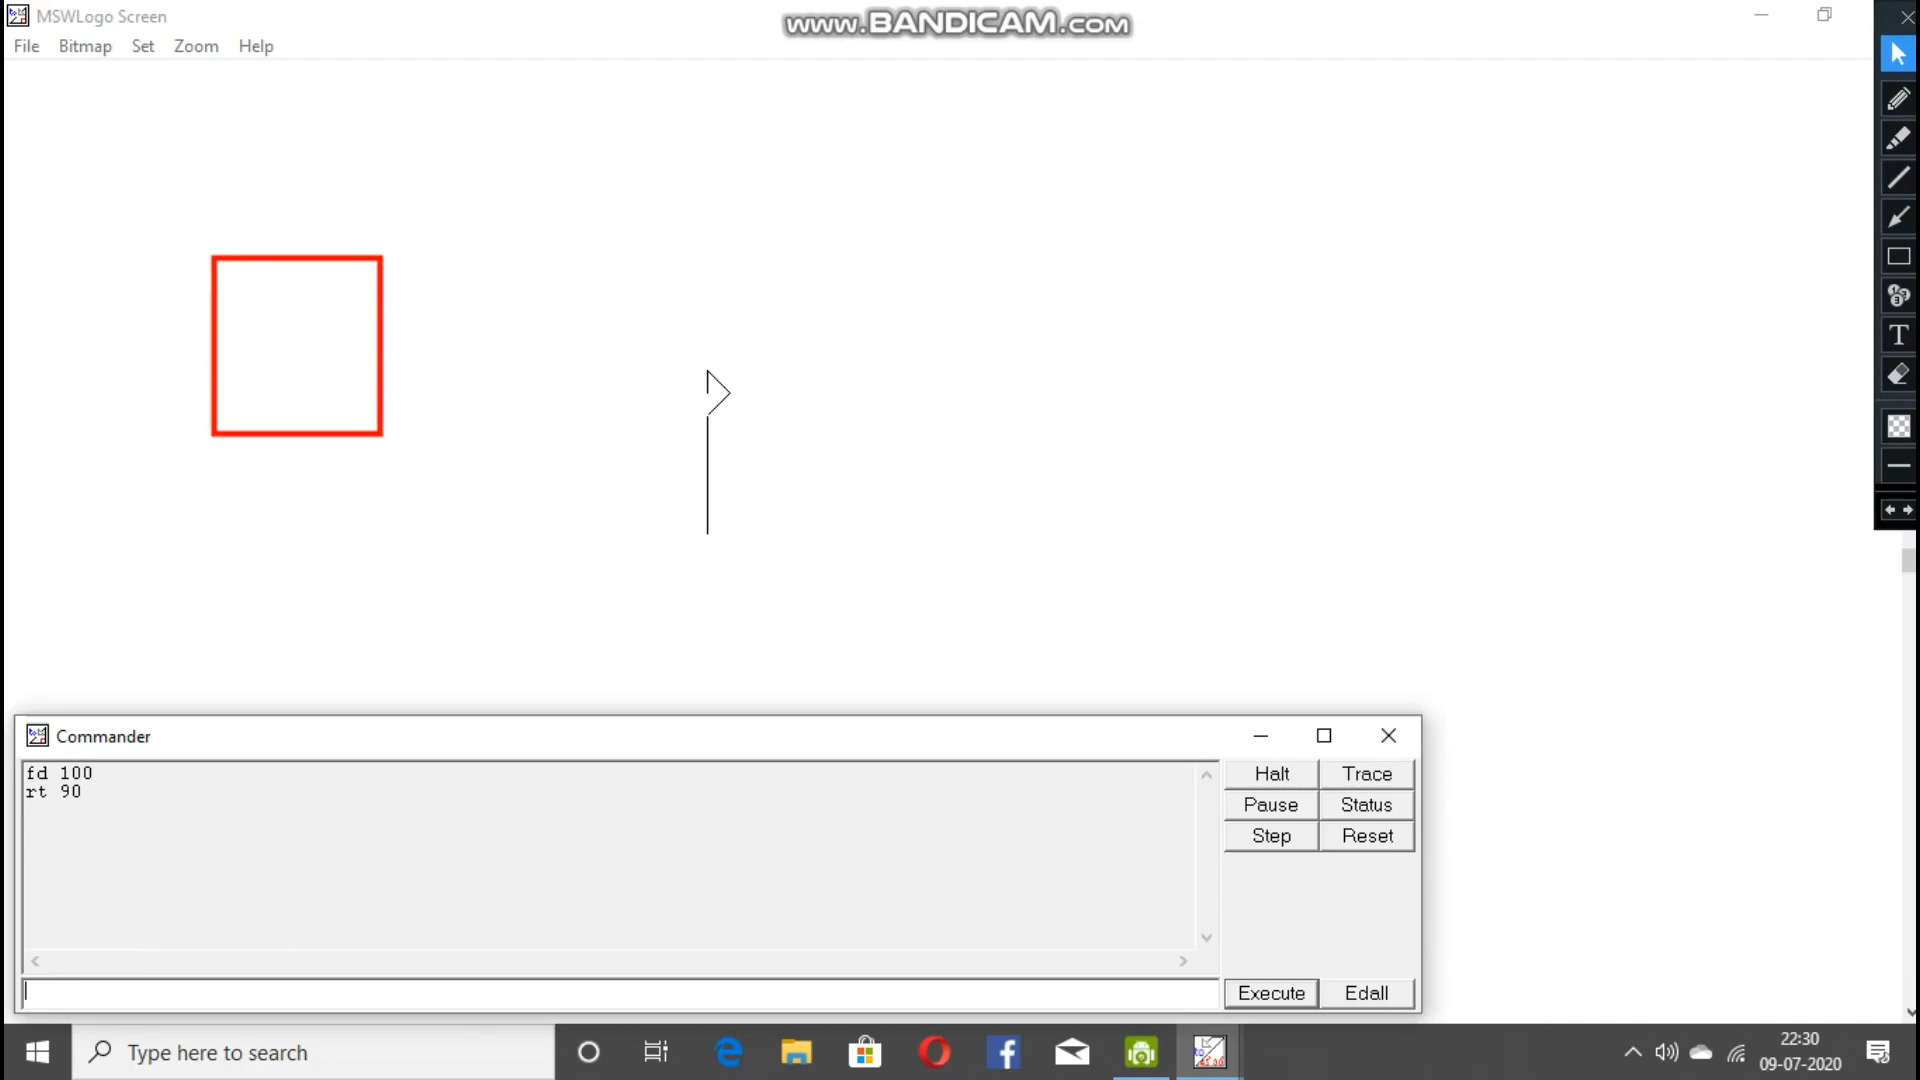 MSWLogo Screen
www.BANDICAM.com
File Bitmap Set Zoom Help
T
Commander
fd 100
rt 90
Halt Trace
Pause Status
Step Reset
Execute Edall
Type here to search
22:30
09-07-2020